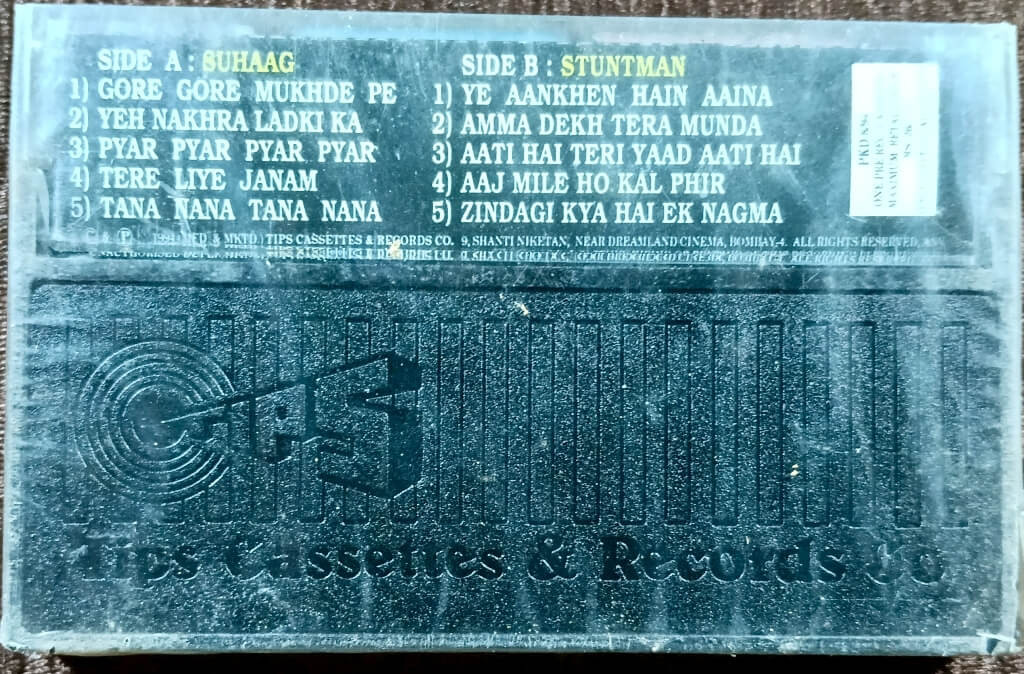 SIDE A : SUHAAG
1) GORE GORE MUKHDE PE
2) YEH NAKHRA LADKI KA
3) PYAR PYAR PYAR PYAR
4) TERE LIYE JANAM
5) TANA NANA TANA NANA
SIDE B : STUNTMAN
1) YE AANKHEN HAIN AAINA
2) AMMA DEKH TERA MUNDA
3) AATI HAI TERI YAAD AATI HAI
4) AAJ MILE HO KAL PHIR
5) ZINDAGI KYA HAI EK NAGMA
& MKTD.) TIPS CASSETTES & RECORDS CO. 9, SHANTI NIKETAN, NEAR DREAMLAND CINEMA, BOMBAY-4. ALL RIGHTS RESERVED,
TIPS
Tips Cassettes & Records Co